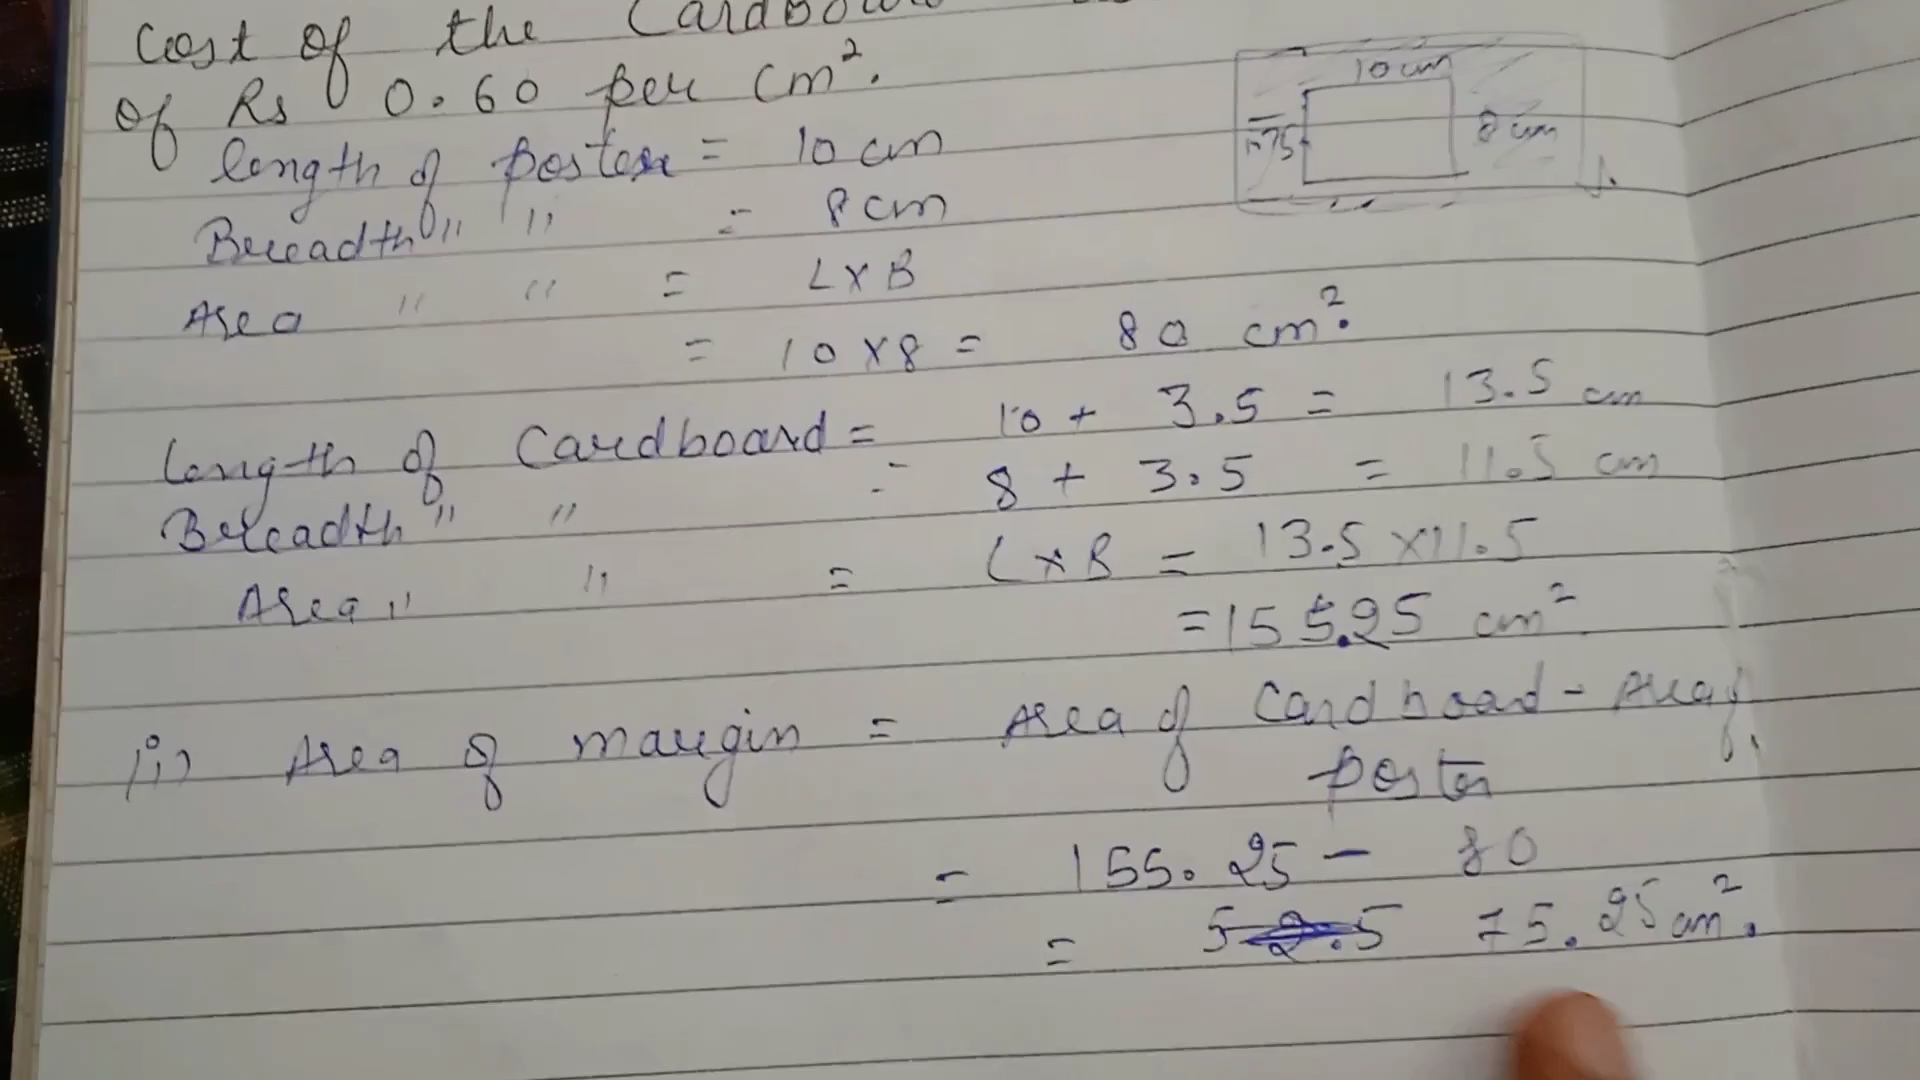 Cost of the Cardboard
of Rs 0.60 per cm².
10 cm
1.75
8 cm
length of poster = 10 cm
Breadth " " = 8 cm
Area " " = L×B
= 10×8 = 80 cm².
length of Cardboard = 10 + 3.5 = 13.5 cm
Breadth " " = 8 + 3.5 = 11.5 cm
Area " " = L×B = 13.5×11.5
= 155.25 cm²
(i) Area of margin = Area of Cardboard - Area of
poster
= 155.25 - 80
= 75.25 cm².